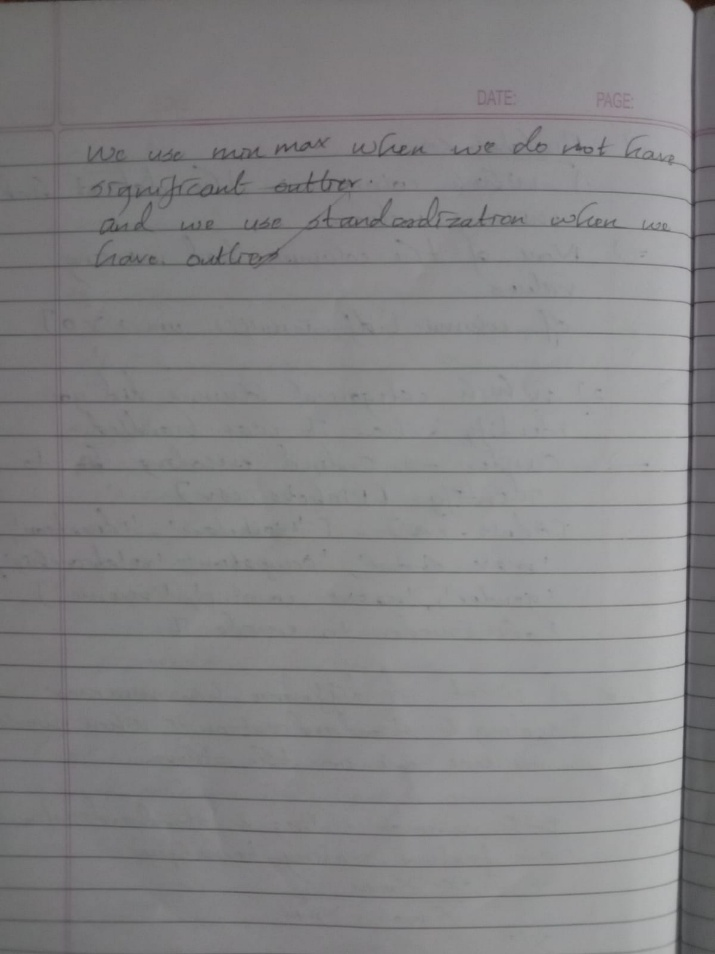 DATE: PAGE:
We use min max when we do not have
significant outlier.
and we use standardization when we
have outliers